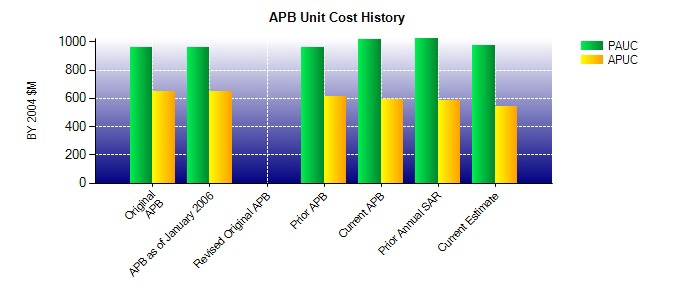 APB Unit Cost History
BY 2004 $M
1000
800
600
400
200
0
Original
APB
APB as of January 2006
Revised Original APB
Prior APB
Current APB
Prior Annual SAR
Current Estimate
PAUC
APUC